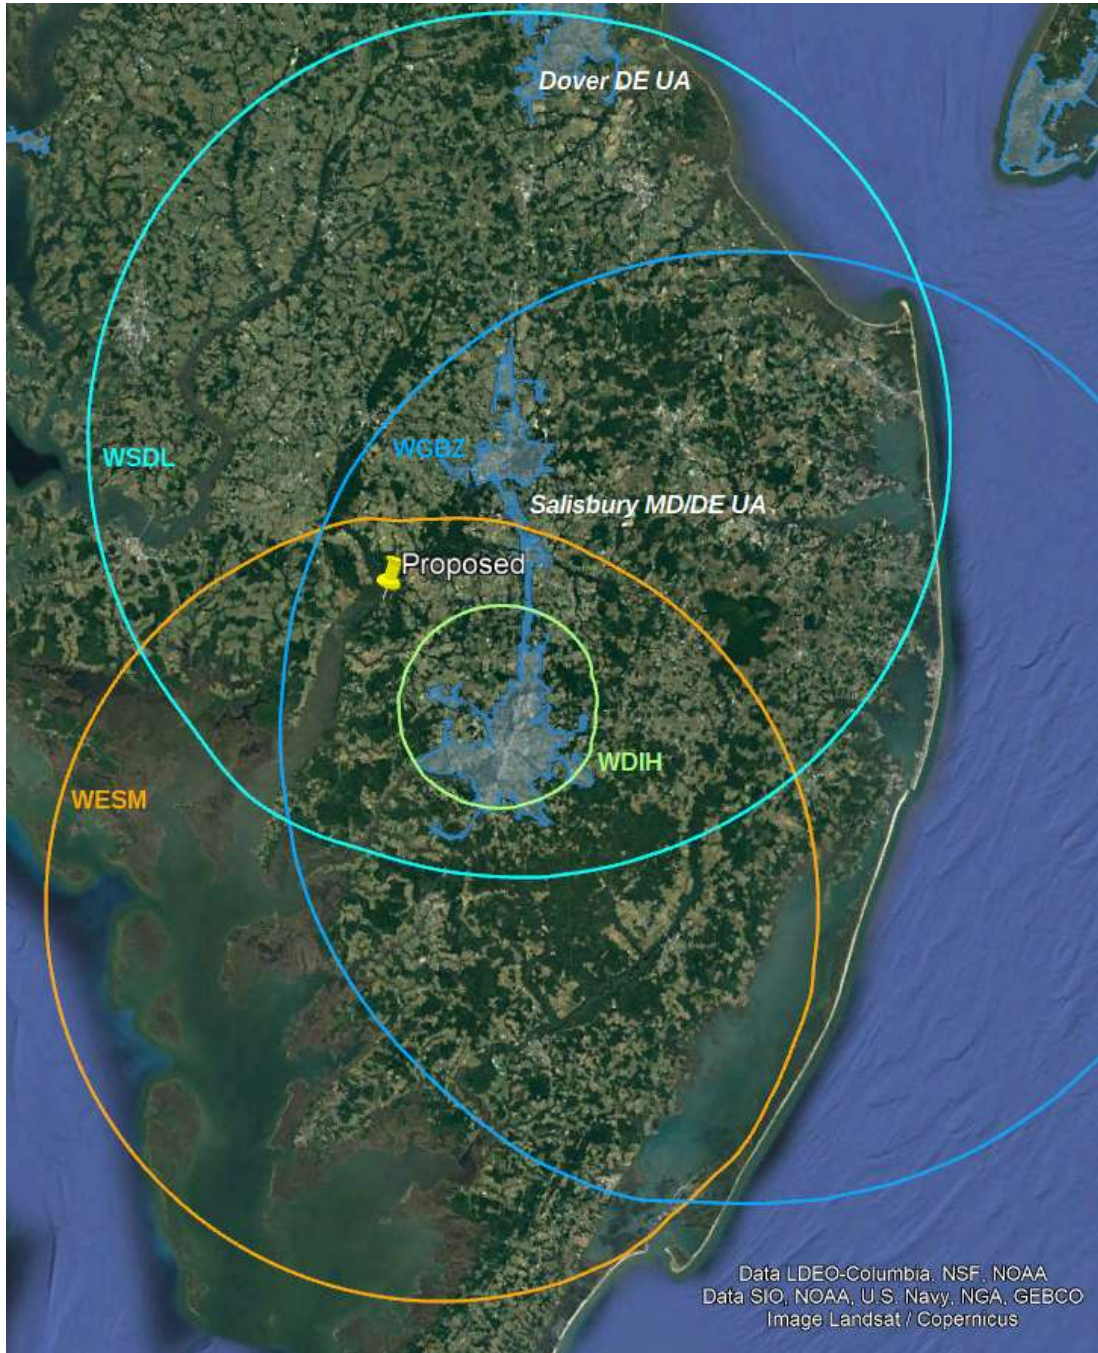 Dover DE UA
WSDL
WGBZ
Salisbury MD/DE UA
Proposed
WDIH
WESM
Data LDEO-Columbia, NSF, NOAA
Data SIO, NOAA, U.S. Navy, NGA, GEBCO
Image Landsat / Copernicus